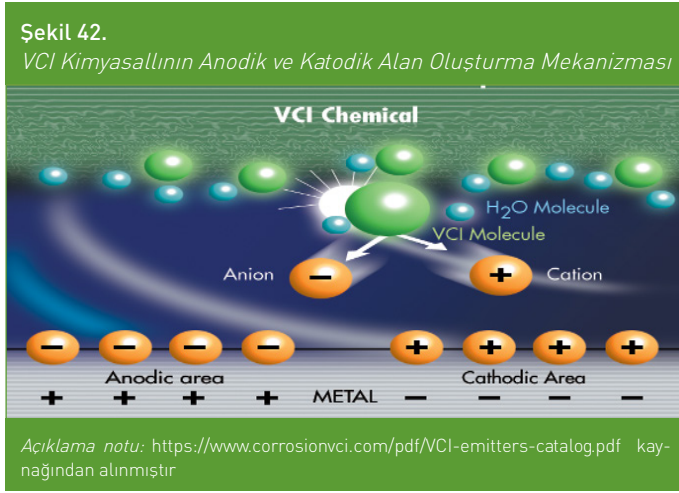 Şekil 42.
VCI Kimyasallının Anodik ve Katodik Alan Oluşturma Mekanizması
VCI Chemical
H2O Molecule
VCI Molecule
Anion
−
+
Cation
− − − − + + + +
Anodic area Cathodic Area
+ + + + METAL − − − −
Açıklama notu: https://www.corrosionvci.com/pdf/VCI-emitters-catalog.pdf kay-
nağından alınmıştır